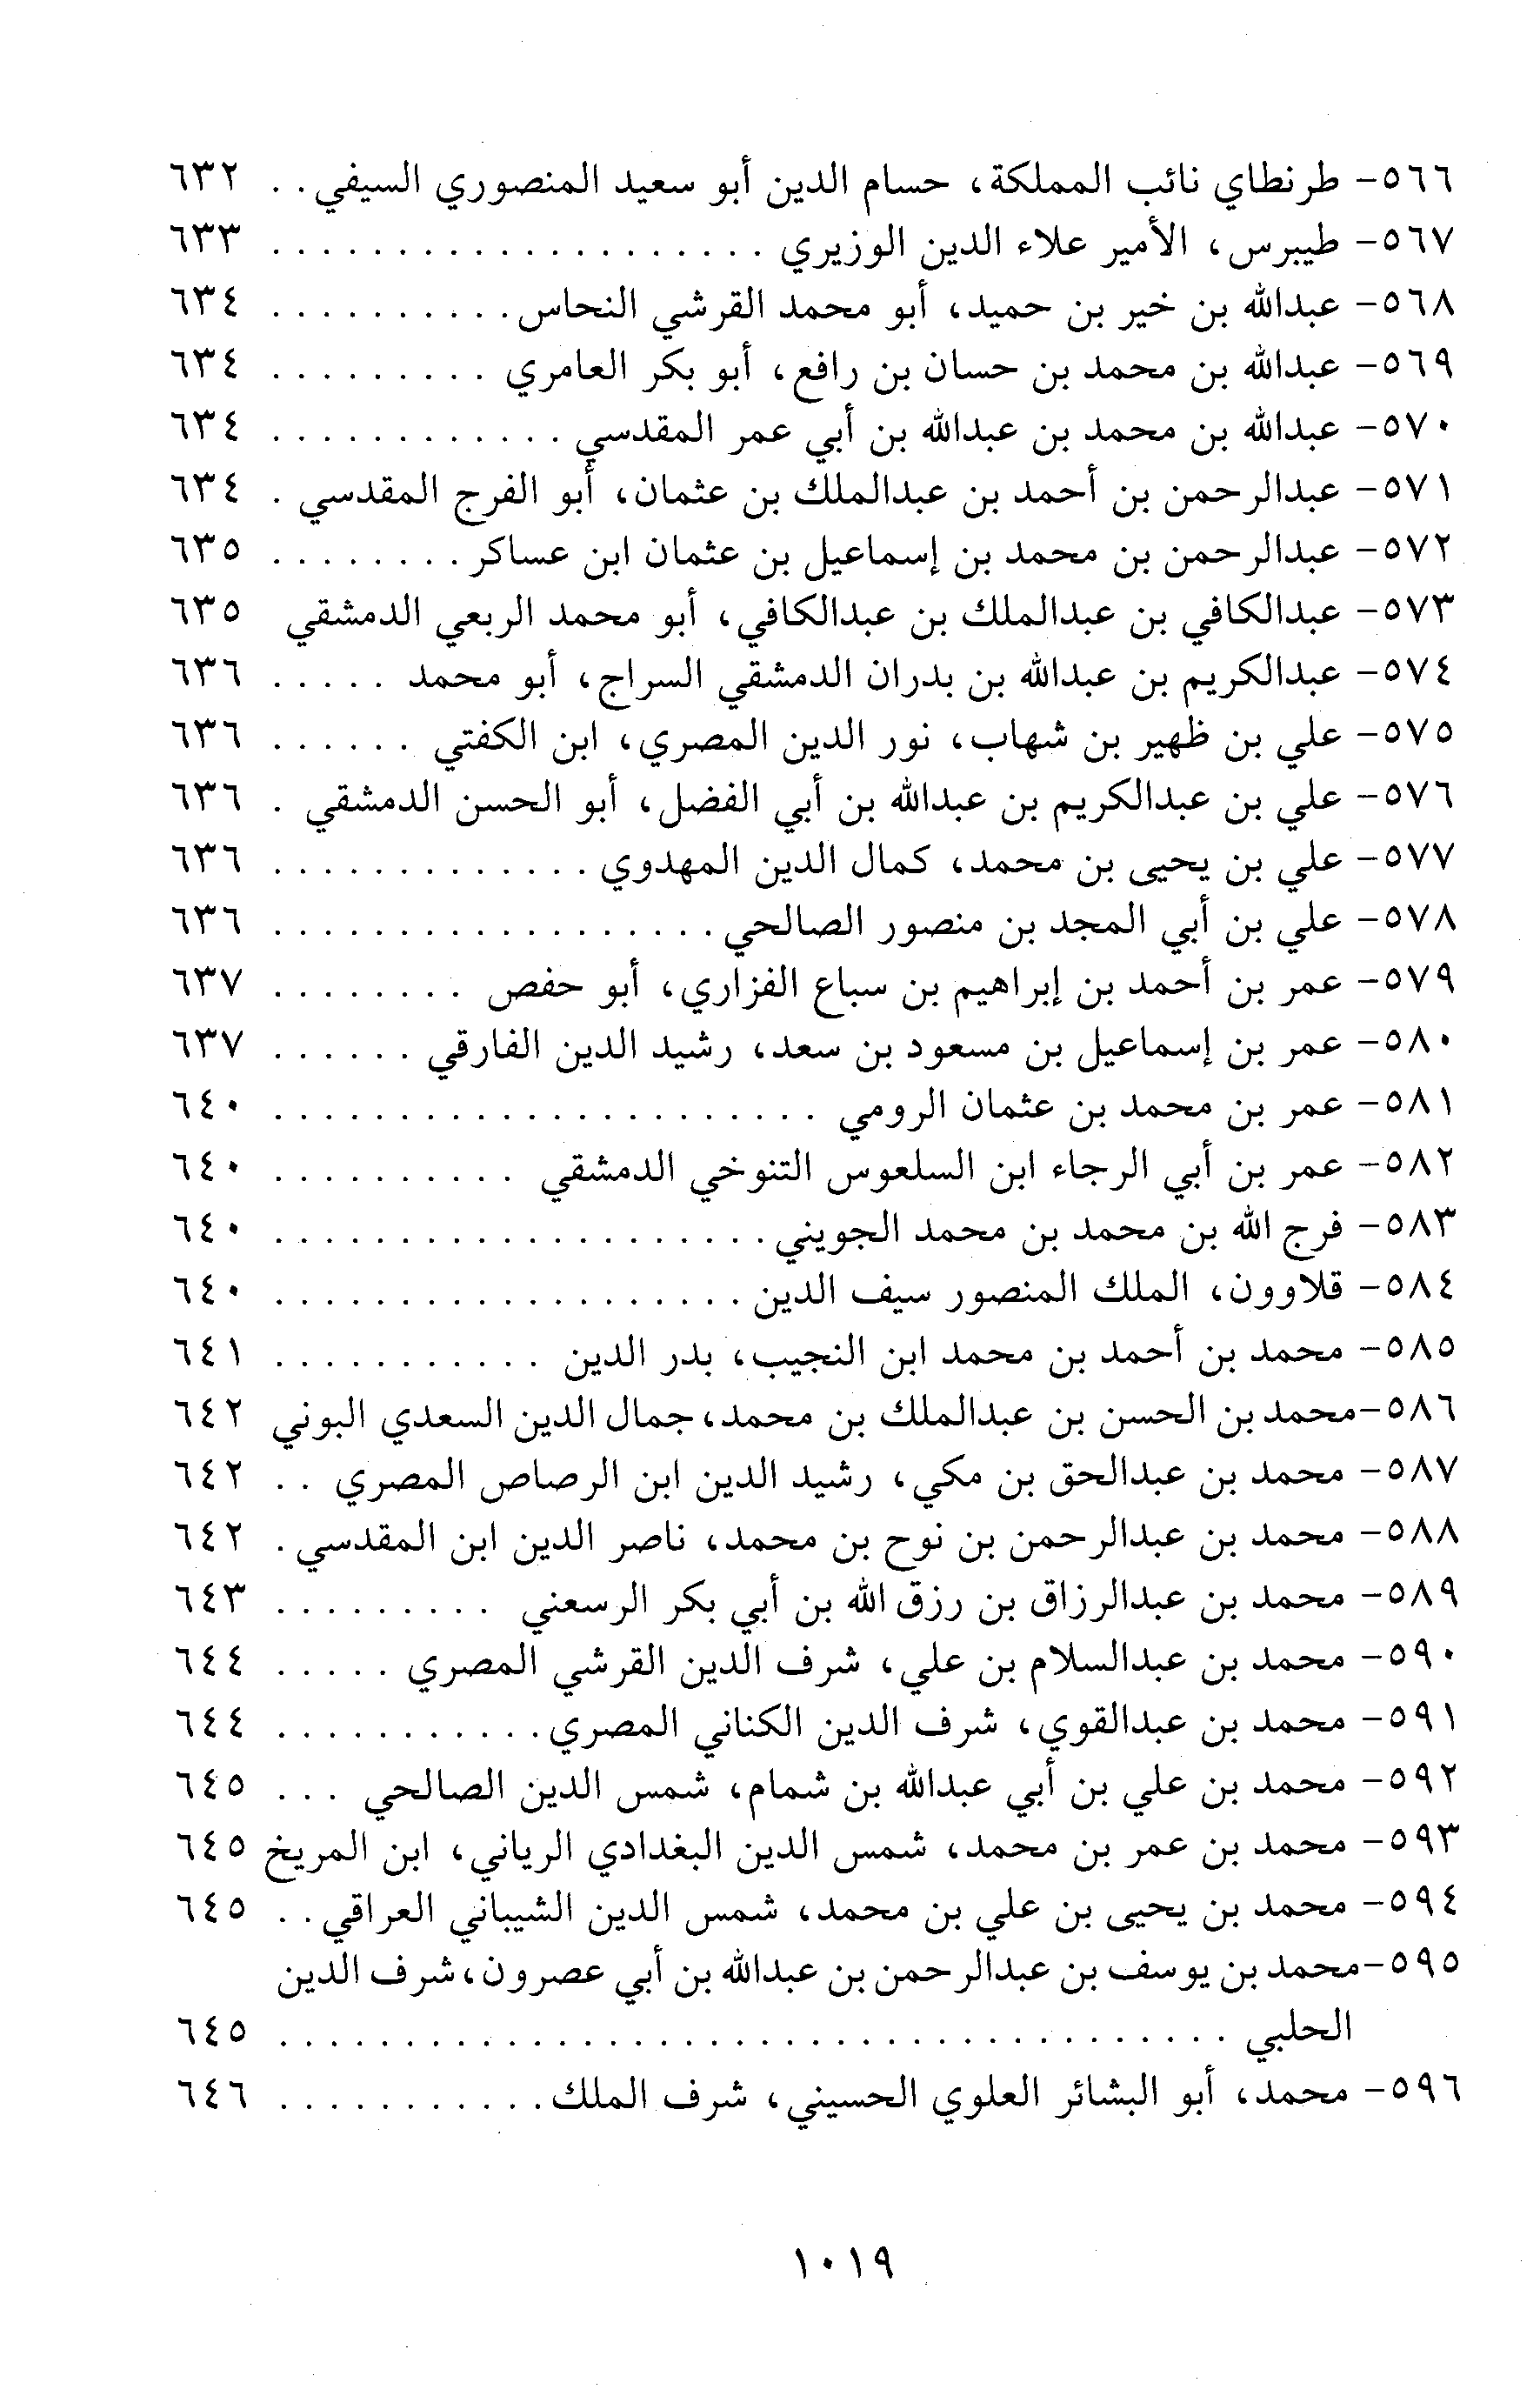 ٥٦٦- طرنطاي نائب المملكة، حسام الدين أبو سعيد المنصوري السيفي . . ٦٣٢
٥٦٧- طيبرس، الأمير علاء الدين الوزيري . . . . . . . . . . . . . . . . . . . . ٦٣٣
٥٦٨- عبدالله بن خير بن حميد، أبو محمد القرشي النحاس . . . . . . . . . . ٦٣٤
٥٦٩- عبدالله بن محمد بن حسان بن رافع، أبو بكر العامري . . . . . . . . . ٦٣٤
٥٧٠- عبدالله بن محمد بن عبدالله بن أبي عمر المقدسي . . . . . . . . . . . . ٦٣٤
٥٧١- عبدالرحمن بن أحمد بن عبدالملك بن عثمان، أبو الفرج المقدسي . ٦٣٤
٥٧٢- عبدالرحمن بن محمد بن إسماعيل بن عثمان ابن عساكر . . . . . . . . ٦٣٥
٥٧٣- عبدالكافي بن عبدالملك بن عبدالكافي، أبو محمد الربعي الدمشقي ٦٣٥
٥٧٤- عبدالكريم بن عبدالله بن بدران الدمشقي السراج، أبو محمد . . . . . ٦٣٦
٥٧٥- علي بن ظهير بن شهاب، نور الدين المصري، ابن الكفتي . . . . . . ٦٣٦
٥٧٦- علي بن عبدالكريم بن عبدالله بن أبي الفضل، أبو الحسن الدمشقي . ٦٣٦
٥٧٧- علي بن يحيى بن محمد، كمال الدين المهدوي . . . . . . . . . . . . . ٦٣٦
٥٧٨- علي بن أبي المجد بن منصور الصالحي . . . . . . . . . . . . . . . . . . ٦٣٦
٥٧٩- عمر بن أحمد بن إبراهيم بن سباع الفزاري، أبو حفص . . . . . . . . ٦٣٧
٥٨٠- عمر بن إسماعيل بن مسعود بن سعد، رشيد الدين الفارقي . . . . . . ٦٣٧
٥٨١- عمر بن محمد بن عثمان الرومي . . . . . . . . . . . . . . . . . . . . . . ٦٤٠
٥٨٢- عمر بن أبي الرجاء ابن السلعوس التنوخي الدمشقي . . . . . . . . . . ٦٤٠
٥٨٣- فرج الله بن محمد بن محمد الجويني . . . . . . . . . . . . . . . . . . . . ٦٤٠
٥٨٤- قلاوون، الملك المنصور سيف الدين . . . . . . . . . . . . . . . . . . . ٦٤٠
٥٨٥- محمد بن أحمد بن محمد ابن النجيب، بدر الدين . . . . . . . . . . . ٦٤١
٥٨٦- محمد بن الحسن بن عبدالملك بن محمد، جمال الدين السعدي البوني ٦٤٢
٥٨٧- محمد بن عبدالحق بن مكي، رشيد الدين ابن الرصاص المصري . . ٦٤٢
٥٨٨- محمد بن عبدالرحمن بن نوح بن محمد، ناصر الدين ابن المقدسي . ٦٤٢
٥٨٩- محمد بن عبدالرزاق بن رزق الله بن أبي بكر الرسعني . . . . . . . . . ٦٤٣
٥٩٠- محمد بن عبدالسلام بن علي، شرف الدين القرشي المصري . . . . . ٦٤٤
٥٩١- محمد بن عبدالقوي، شرف الدين الكناني المصري . . . . . . . . . . . ٦٤٤
٥٩٢- محمد بن علي بن أبي عبدالله بن شمام، شمس الدين الصالحي . . . ٦٤٥
٥٩٣- محمد بن عمر بن محمد، شمس الدين البغدادي الرياني، ابن المريخ ٦٤٥
٥٩٤- محمد بن يحيى بن علي بن محمد، شمس الدين الشيباني العراقي . . ٦٤٥
٥٩٥- محمد بن يوسف بن عبدالرحمن بن عبدالله بن أبي عصرون، شرف الدين
الحلبي . . . . . . . . . . . . . . . . . . . . . . . . . . . . . . . . . . . . . . ٦٤٥
٥٩٦- محمد، أبو البشائر العلوي الحسيني، شرف الملك . . . . . . . . . . . ٦٤٦
١٠١٩